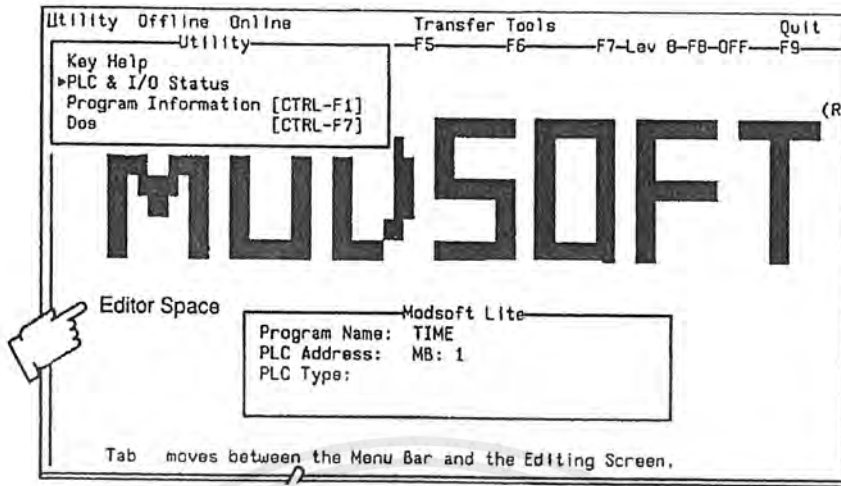 Utility Offline Online Transfer Tools Quit
Utility F5 F6 F7-Lev 8-F8-OFF F9
Key Help
PLC & I/O Status
Program Information [CTRL-F1]
Dos [CTRL-F7]
(R
MODSOFT
Editor Space
Modsoft Lite
Program Name: TIME
PLC Address: MB: 1
PLC Type:
Tab moves between the Menu Bar and the Editing Screen.